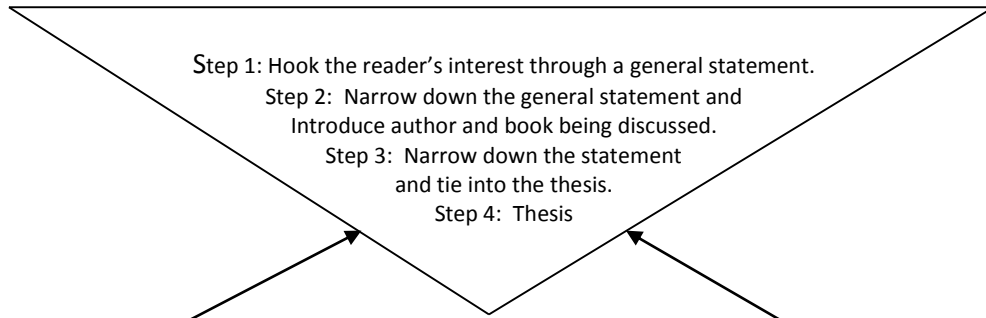 Step 1: Hook the reader's interest through a general statement.
Step 2:  Narrow down the general statement and
Introduce author and book being discussed.
Step 3:  Narrow down the statement
and tie into the thesis.
Step 4:  Thesis